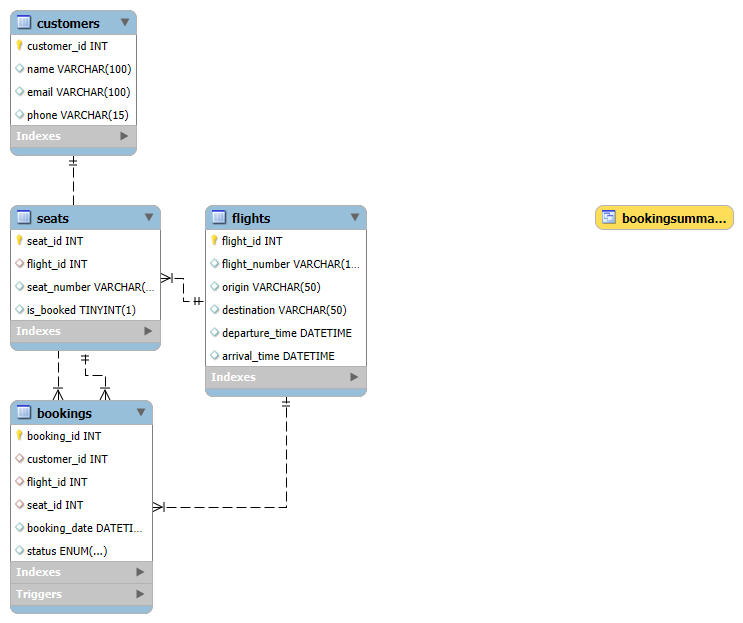 customers
customer_id INT
name VARCHAR(100)
email VARCHAR(100)
phone VARCHAR(15)
Indexes
seats
seat_id INT
flight_id INT
seat_number VARCHAR(...
is_booked TINYINT(1)
Indexes
flights
flight_id INT
flight_number VARCHAR(1...
origin VARCHAR(50)
destination VARCHAR(50)
departure_time DATETIME
arrival_time DATETIME
Indexes
bookingsumma...
bookings
booking_id INT
customer_id INT
flight_id INT
seat_id INT
booking_date DATETI...
status ENUM(...)
Indexes
Triggers